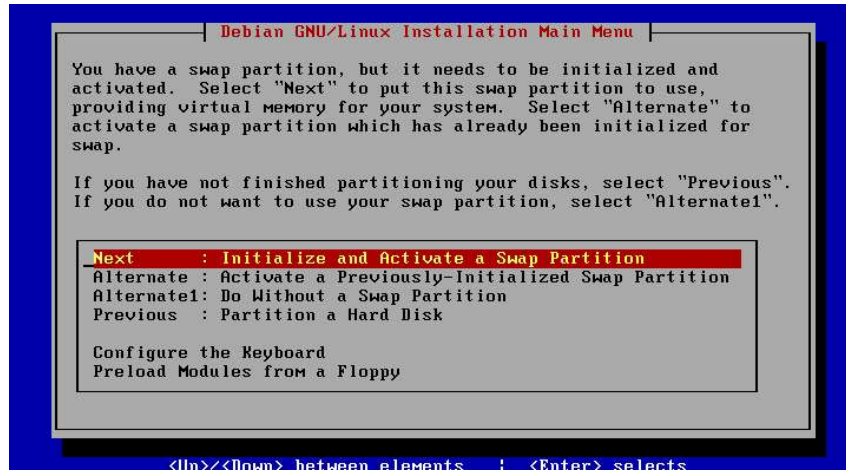 Debian GNU/Linux Installation Main Menu
You have a swap partition, but it needs to be initialized and
activated.  Select "Next" to put this swap partition to use,
providing virtual memory for your system.  Select "Alternate" to
activate a swap partition which has already been initialized for
swap.
If you have not finished partitioning your disks, select "Previous".
If you do not want to use your swap partition, select "Alternate1".
Next      : Initialize and Activate a Swap Partition
Alternate : Activate a Previously-Initialized Swap Partition
Alternate1: Do Without a Swap Partition
Previous  : Partition a Hard Disk
Configure the Keyboard
Preload Modules from a Floppy
<Up>/<Down> between elements  ¦  <Enter> selects